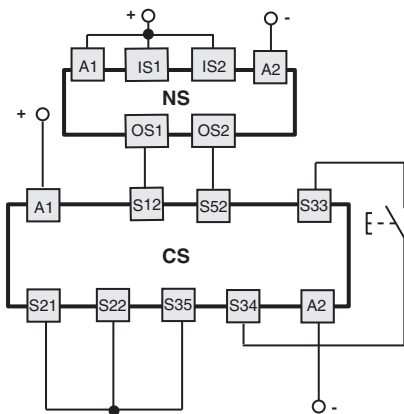 + -
A1 IS1 IS2 A2
NS
OS1 OS2
+
A1 S12 S52 S33
CS
S21 S22 S35 S34 A2
-